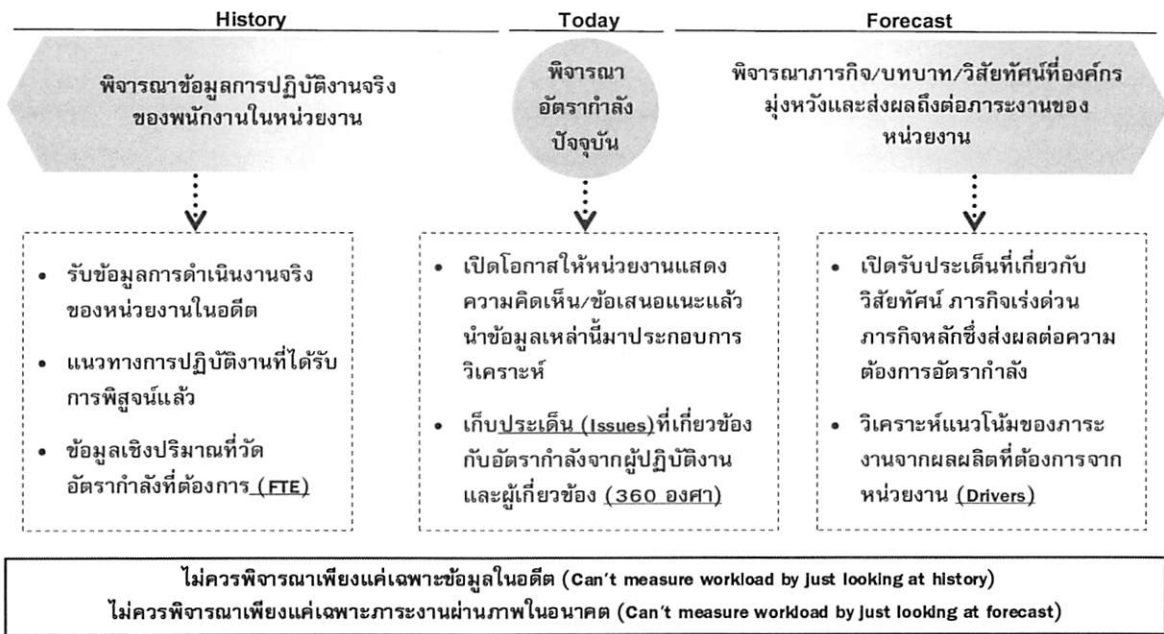 History
Today
Forecast
พิจารณาข้อมูลการปฏิบัติงานจริง
ของพนักงานในหน่วยงาน
พิจารณา
อัตรากำลัง
ปัจจุบัน
พิจารณาภารกิจ/บทบาท/วิสัยทัศน์ที่องค์กร
มุ่งหวังและส่งผลถึงต่อภาระงานของ
หน่วยงาน
• รับข้อมูลการดำเนินงานจริง
ของหน่วยงานในอดีต
• แนวทางการปฏิบัติงานที่ได้รับ
การพิสูจน์แล้ว
• ข้อมูลเชิงปริมาณที่วัด
อัตรากำลังที่ต้องการ (FTE)
• เปิดโอกาสให้หน่วยงานแสดง
ความคิดเห็น/ข้อเสนอแนะแล้ว
นำข้อมูลเหล่านี้มาประกอบการ
วิเคราะห์
• เก็บประเด็น (Issues)ที่เกี่ยวข้อง
กับอัตรากำลังจากผู้ปฏิบัติงาน
และผู้เกี่ยวข้อง (360 องศา)
• เปิดรับประเด็นที่เกี่ยวกับ
วิสัยทัศน์ ภารกิจเร่งด่วน
ภารกิจหลักซึ่งส่งผลต่อความ
ต้องการอัตรากำลัง
• วิเคราะห์แนวโน้มของภาระ
งานจากผลผลิตที่ต้องการจาก
หน่วยงาน (Drivers)
ไม่ควรพิจารณาเพียงแค่เฉพาะข้อมูลในอดีต (Can't measure workload by just looking at history)
ไม่ควรพิจารณาเพียงแค่เฉพาะภาระงานผ่านภาพในอนาคต (Can't measure workload by just looking at forecast)